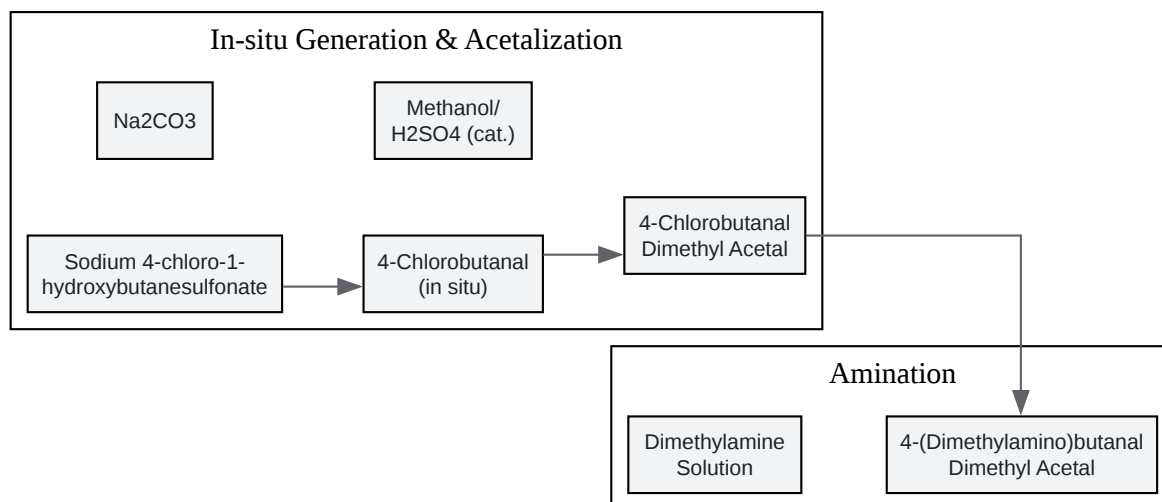 In-situ Generation & Acetalization
Na2CO3
Methanol/
H2SO4 (cat.)
Sodium 4-chloro-1-
hydroxybutanesulfonate
4-Chlorobutanal
(in situ)
4-Chlorobutanal
Dimethyl Acetal
Amination
Dimethylamine
Solution
4-(Dimethylamino)butanal
Dimethyl Acetal